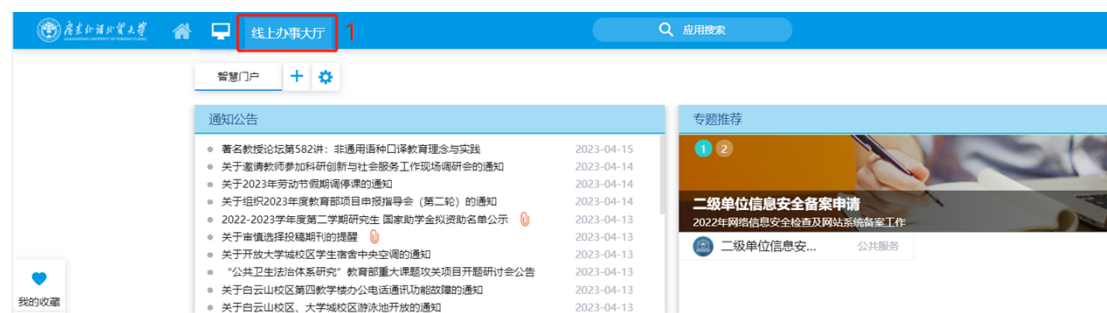 广东外语外贸大学
GUANGDONG UNIVERSITY OF FOREIGN STUDIES
线上办事大厅
1
应用搜索
智慧门户
通知公告
著名教授论坛第582讲：非通用语种口译教育理念与实践 2023-04-15
关于邀请教师参加科研创新与社会服务工作现场调研会的通知 2023-04-14
关于2023年劳动节假期调停课的通知 2023-04-14
关于组织2023年度教育部项目申报指导会（第二轮）的通知 2023-04-14
2022-2023学年度第二学期研究生 国家助学金拟资助名单公示 2023-04-13
关于审慎选择投稿期刊的提醒 2023-04-13
关于开放大学城校区学生宿舍中央空调的通知 2023-04-13
“公共卫生法治体系研究”教育部重大课题攻关项目开题研讨会公告 2023-04-13
关于白云山校区第四教学楼办公电话通讯功能故障的通知 2023-04-13
关于白云山校区、大学城校区游泳池开放的通知 2023-04-13
专题推荐
1 2
二级单位信息安全备案申请
2022年网络信息安全检查及网站系统备案工作
二级单位信息安... 公共服务
我的收藏